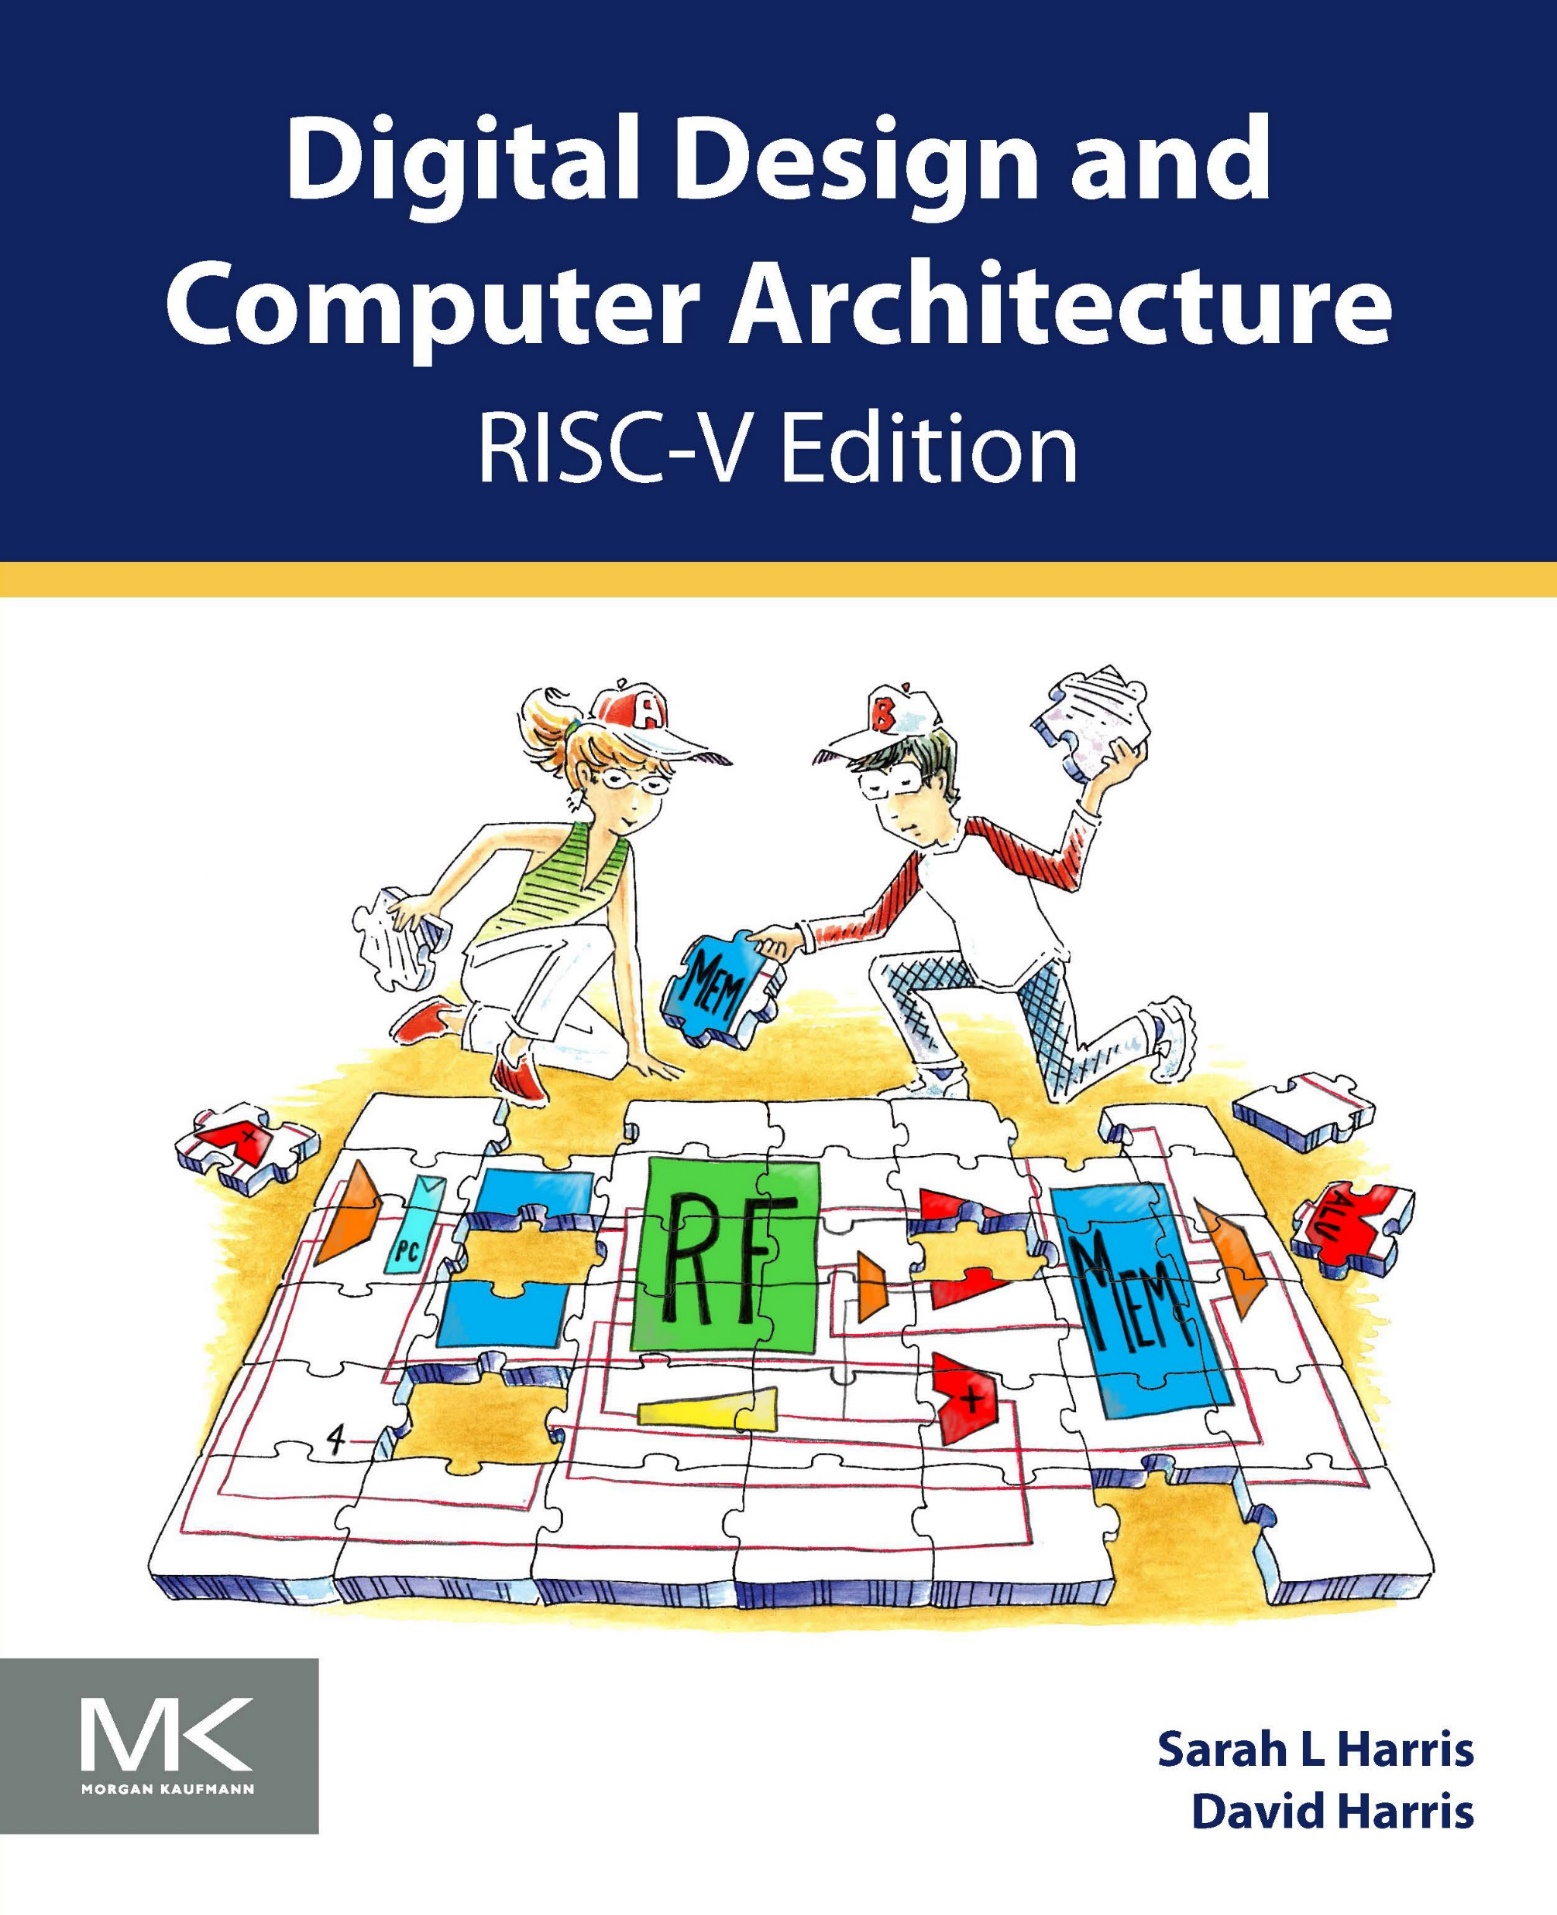 Digital Design and
Computer Architecture
RISC-V Edition
A
B
MEM
+
ALU
PC
RF
MEM
+
4
MK
MORGAN KAUFMANN
Sarah L Harris
David Harris